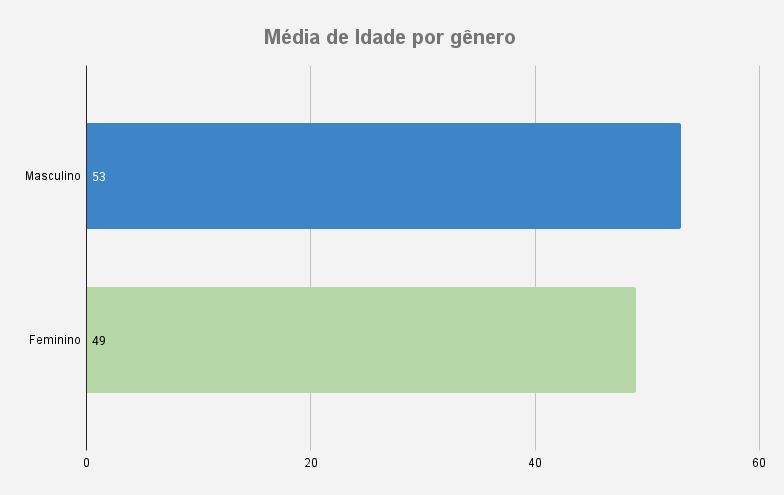 Média de Idade por gênero
Masculino
53
Feminino
49
0
20
40
60